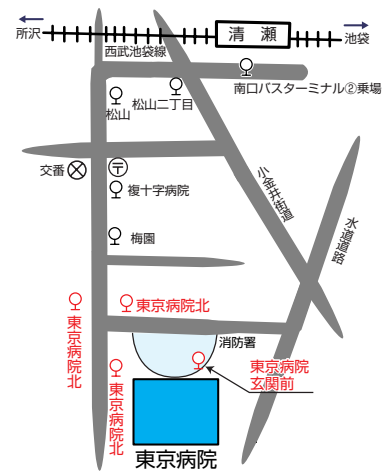 所沢
清瀬
池袋
西武池袋線
南口バスターミナル②乗場
松山二丁目
松山
交番
〒
複十字病院
小金井街道
水道道路
梅園
東京病院北
東京病院北
消防署
東京病院
玄関前
東京病院北
東京病院